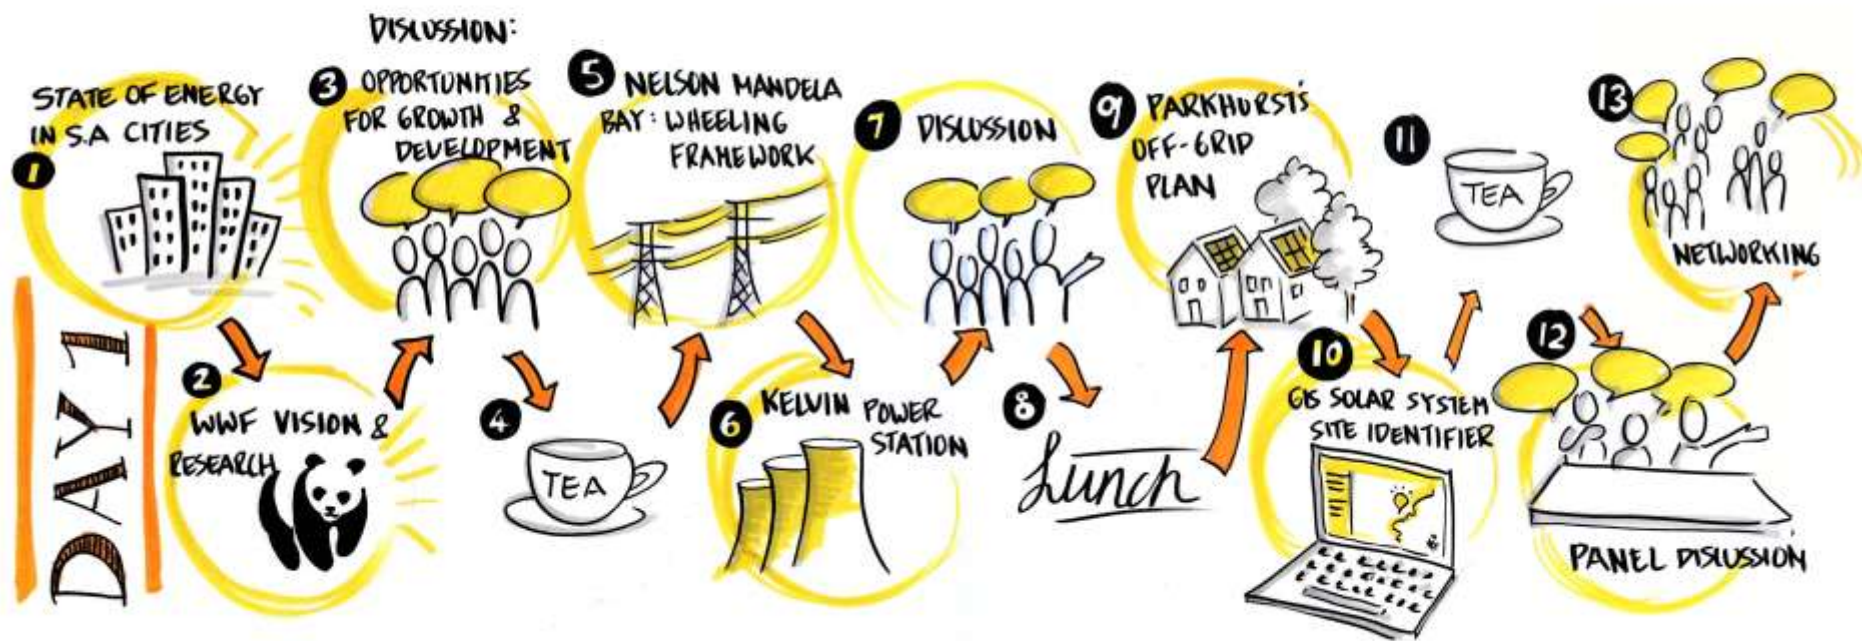 DAY 1
1
STATE OF ENERGY
IN S.A CITIES
2
WWF VISION &
RESEARCH
DISCUSSION:
3 OPPORTUNITIES
FOR GROWTH &
DEVELOPMENT
4
TEA
5 NELSON MANDELA
BAY: WHEELING
FRAMEWORK
6 KELVIN POWER
STATION
7 DISCUSSION
8
Lunch
9 PARKHURST'S
OFF-GRID
PLAN
10
GIS SOLAR SYSTEM
SITE IDENTIFIER
11
TEA
12
PANEL DISCUSSION
13
NETWORKING